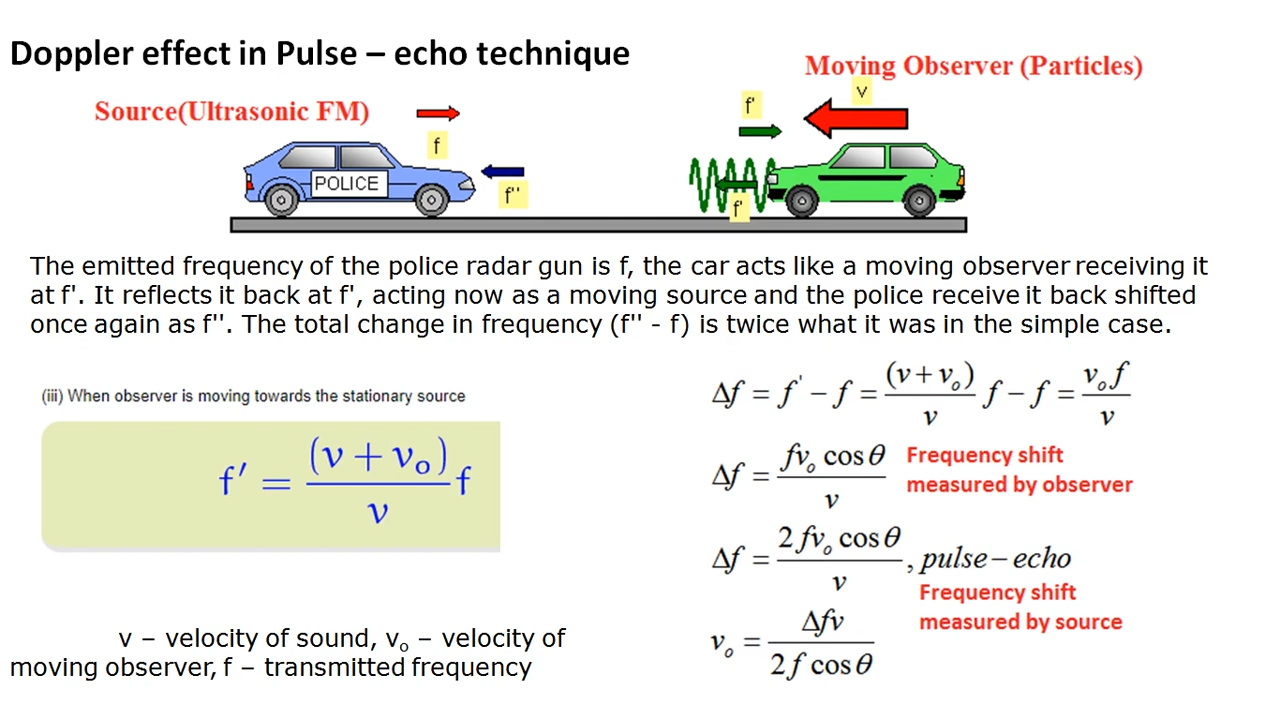 Doppler effect in Pulse – echo technique
Moving Observer (Particles)
Source(Ultrasonic FM)
v
f'
f
f''
f'
POLICE
The emitted frequency of the police radar gun is f, the car acts like a moving observer receiving it
at f'. It reflects it back at f', acting now as a moving source and the police receive it back shifted
once again as f''. The total change in frequency (f'' - f) is twice what it was in the simple case.
(iii) When observer is moving towards the stationary source
f′ = (v + vₒ)/v f
v – velocity of sound, vₒ – velocity of
moving observer, f – transmitted frequency
Δf = f' − f = (v + vₒ)/v f − f = vₒf/v
Δf = fvₒ cosθ/v
Frequency shift
measured by observer
Δf = 2fvₒ cosθ/v, pulse − echo
Frequency shift
measured by source
vₒ = Δfv/2f cosθ